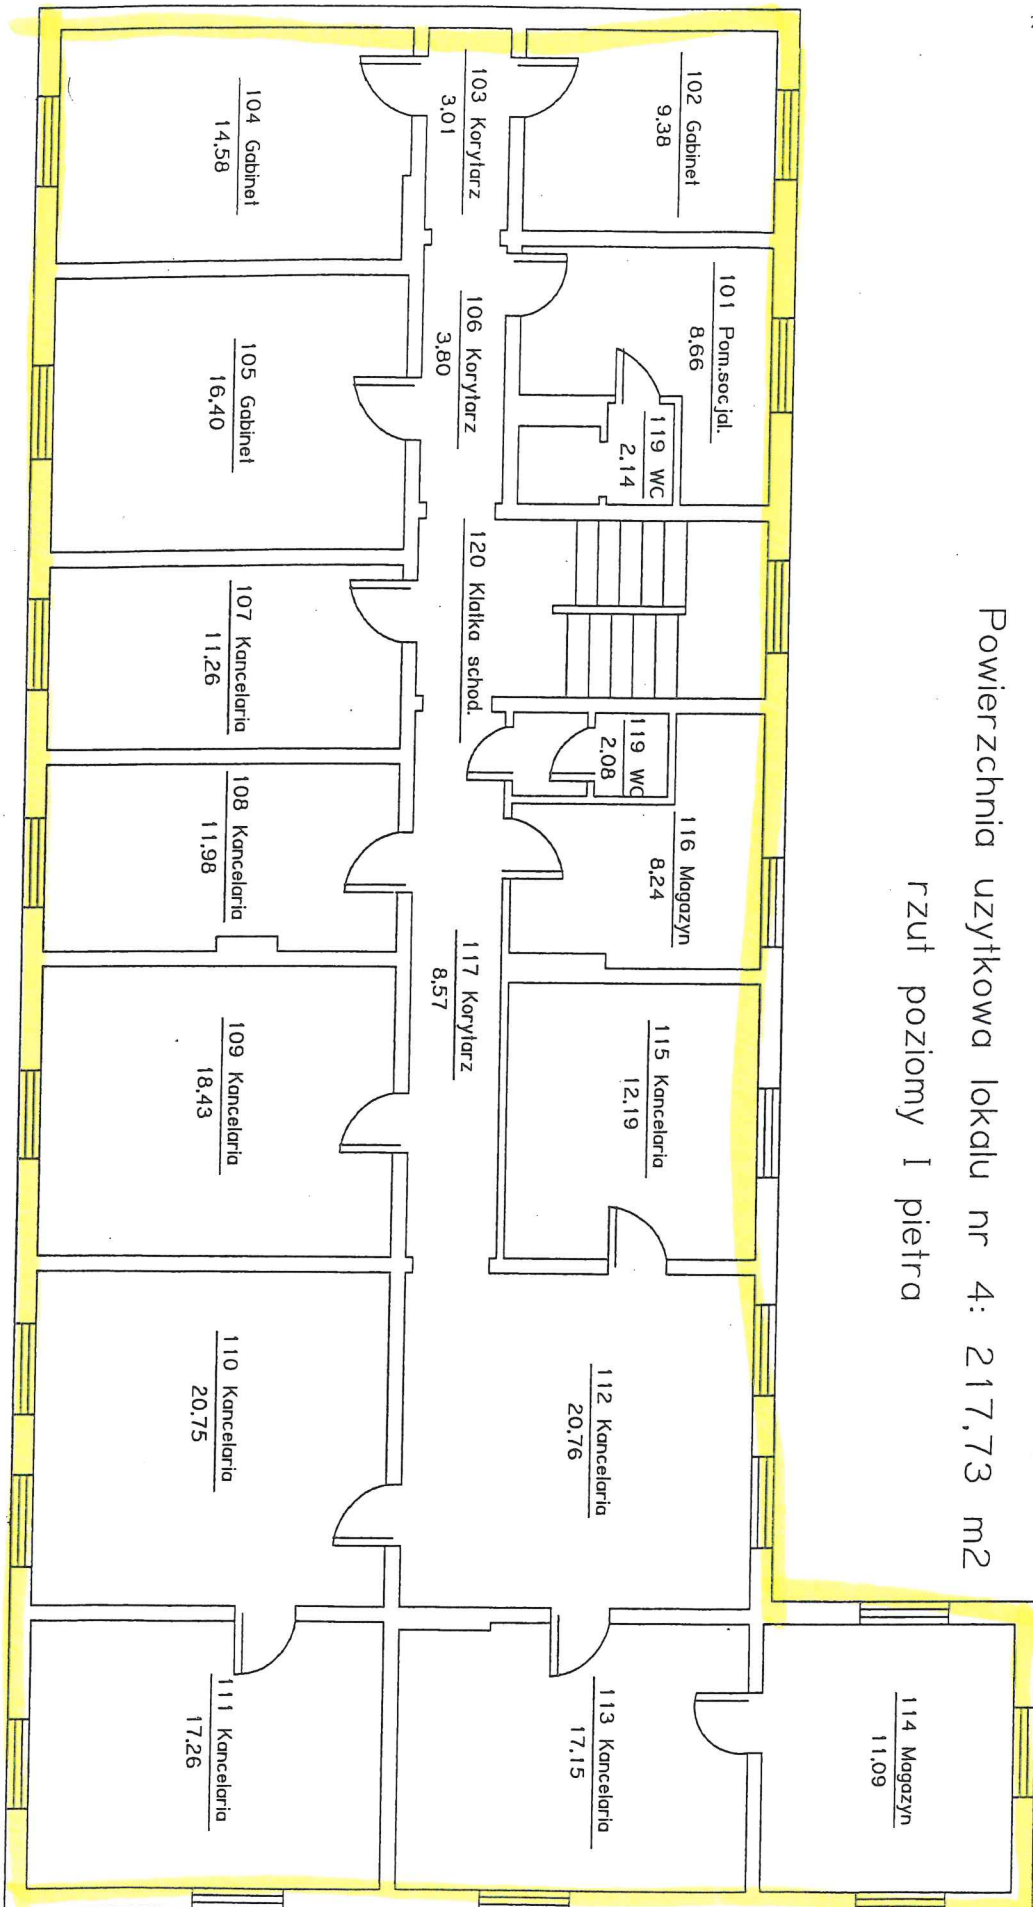 Powierzchnia uzytkowa lokalu nr 4: 217,73 m2
rzut poziomy I pietra
102 Gabinet
9,38
101 Pom.socjal.
8,66
119 WC
2,14
119 WC
2,08
116 Magazyn
8,24
115 Kancelaria
12,19
112 Kancelaria
20,76
114 Magazyn
11,09
103 Korytarz
3,01
106 Korytarz
3,80
120 Klatka schod.
117 Korytarz
8,57
113 Kancelaria
17,15
104 Gabinet
14,58
105 Gabinet
16,40
107 Kancelaria
11,26
108 Kancelaria
11,98
109 Kancelaria
18,43
110 Kancelaria
20,75
111 Kancelaria
17,26